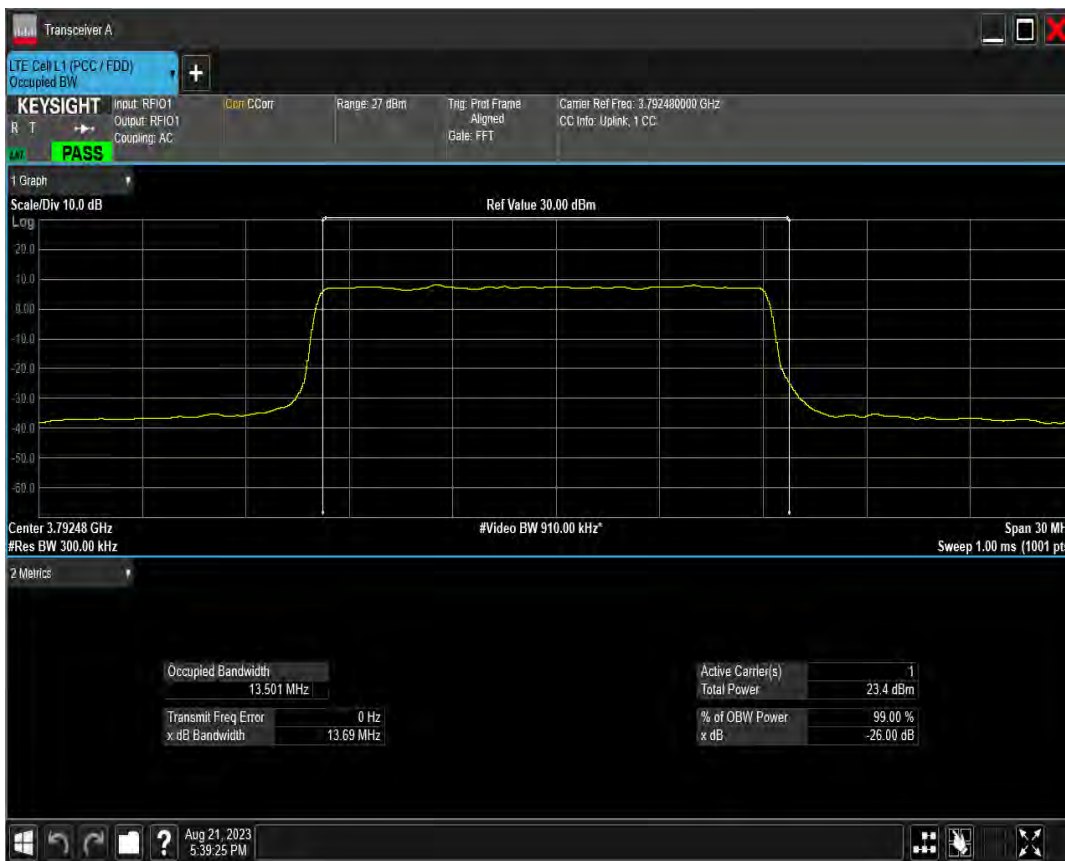 Transceiver A
LTE Cell L1 (PCC / FDD)
Occupied BW
+
KEYSIGHT
R T
PASS
Input: RFIO1
Output: RFIO1
Coupling: AC
Corr CCorr
Range: 27 dBm
Trig: Prot Frame
Aligned
Gate: FFT
Carrier Ref Freq: 3.792480000 GHz
CC Info: Uplink, 1 CC
1 Graph
Scale/Div 10.0 dB
Ref Value 30.00 dBm
Log
20.0
10.0
0.00
-10.0
-20.0
-30.0
-40.0
-50.0
-60.0
Center 3.79248 GHz
#Video BW 910.00 kHz*
Span 30 MH
#Res BW 300.00 kHz
Sweep 1.00 ms (1001 pts
2 Metrics
Occupied Bandwidth
13.501 MHz
Transmit Freq Error 0 Hz
x dB Bandwidth 13.69 MHz
Active Carrier(s) 1
Total Power 23.4 dBm
% of OBW Power 99.00 %
x dB -26.00 dB
?
Aug 21, 2023
5:39:25 PM